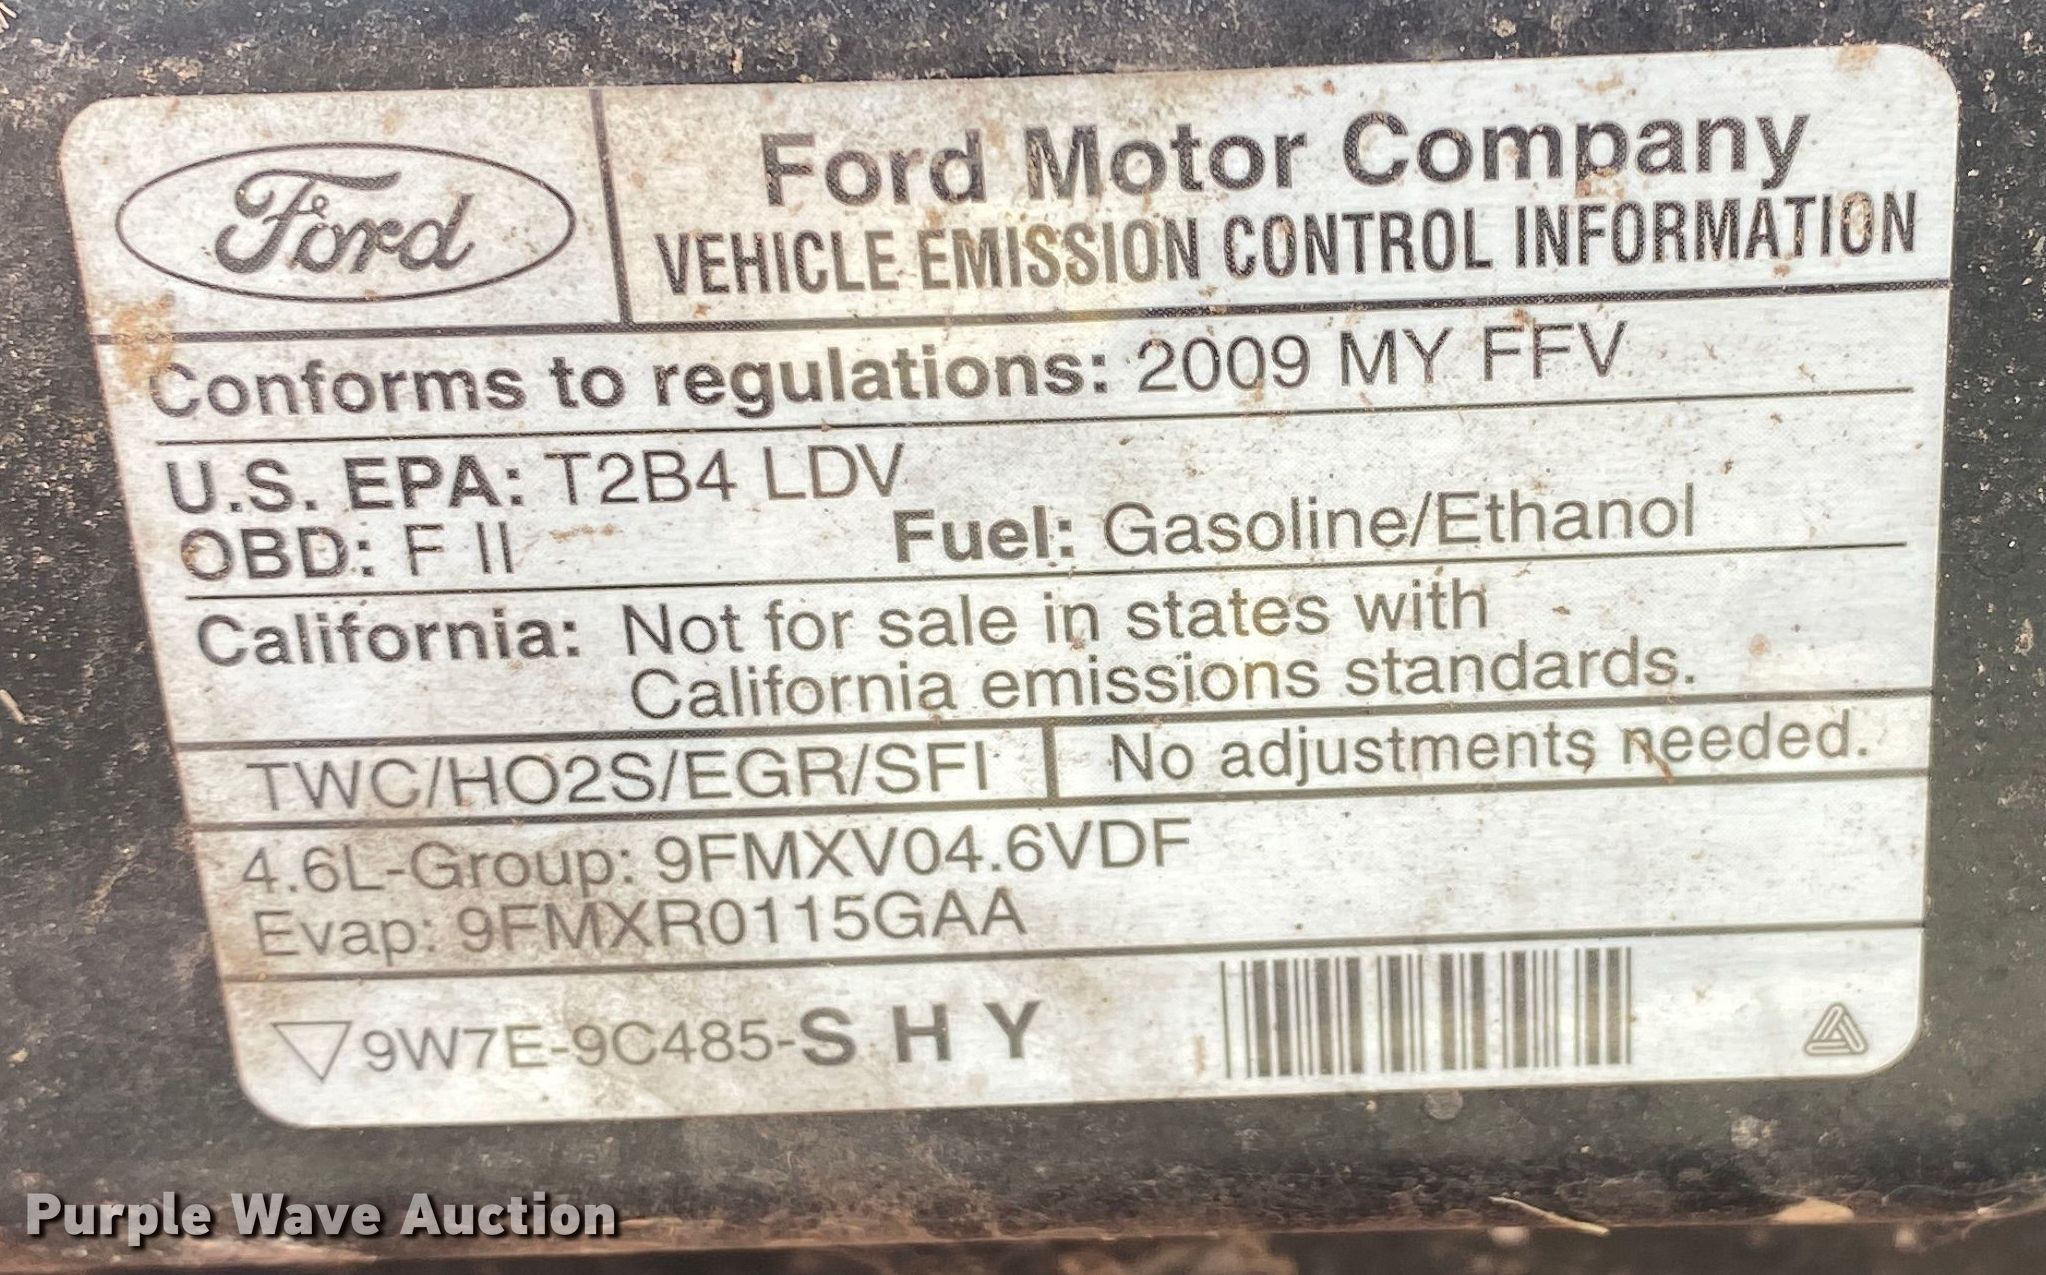 Ford
Ford Motor Company
VEHICLE EMISSION CONTROL INFORMATION
Conforms to regulations: 2009 MY FFV
U.S. EPA: T2B4 LDV
OBD: F II
Fuel: Gasoline/Ethanol
California: Not for sale in states with
California emissions standards.
TWC/HO2S/EGR/SFI
No adjustments needed.
4.6L-Group: 9FMXV04.6VDF
Evap: 9FMXR0115GAA
9W7E-9C485-S H Y
Purple Wave Auction